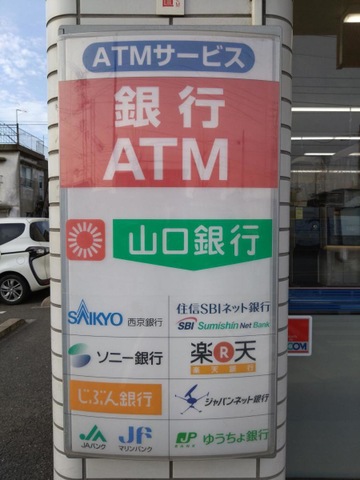 ATMサービス
銀行
ATM
山口銀行
SAIKYO 西京銀行
住信SBIネット銀行
SBI Sumishin Net Bank
ソニー銀行
楽R天
楽天銀行
じぶん銀行
ジャパンネット銀行
JA
JAバンク
JF
マリンバンク
JP
ゆうちょ銀行
COM